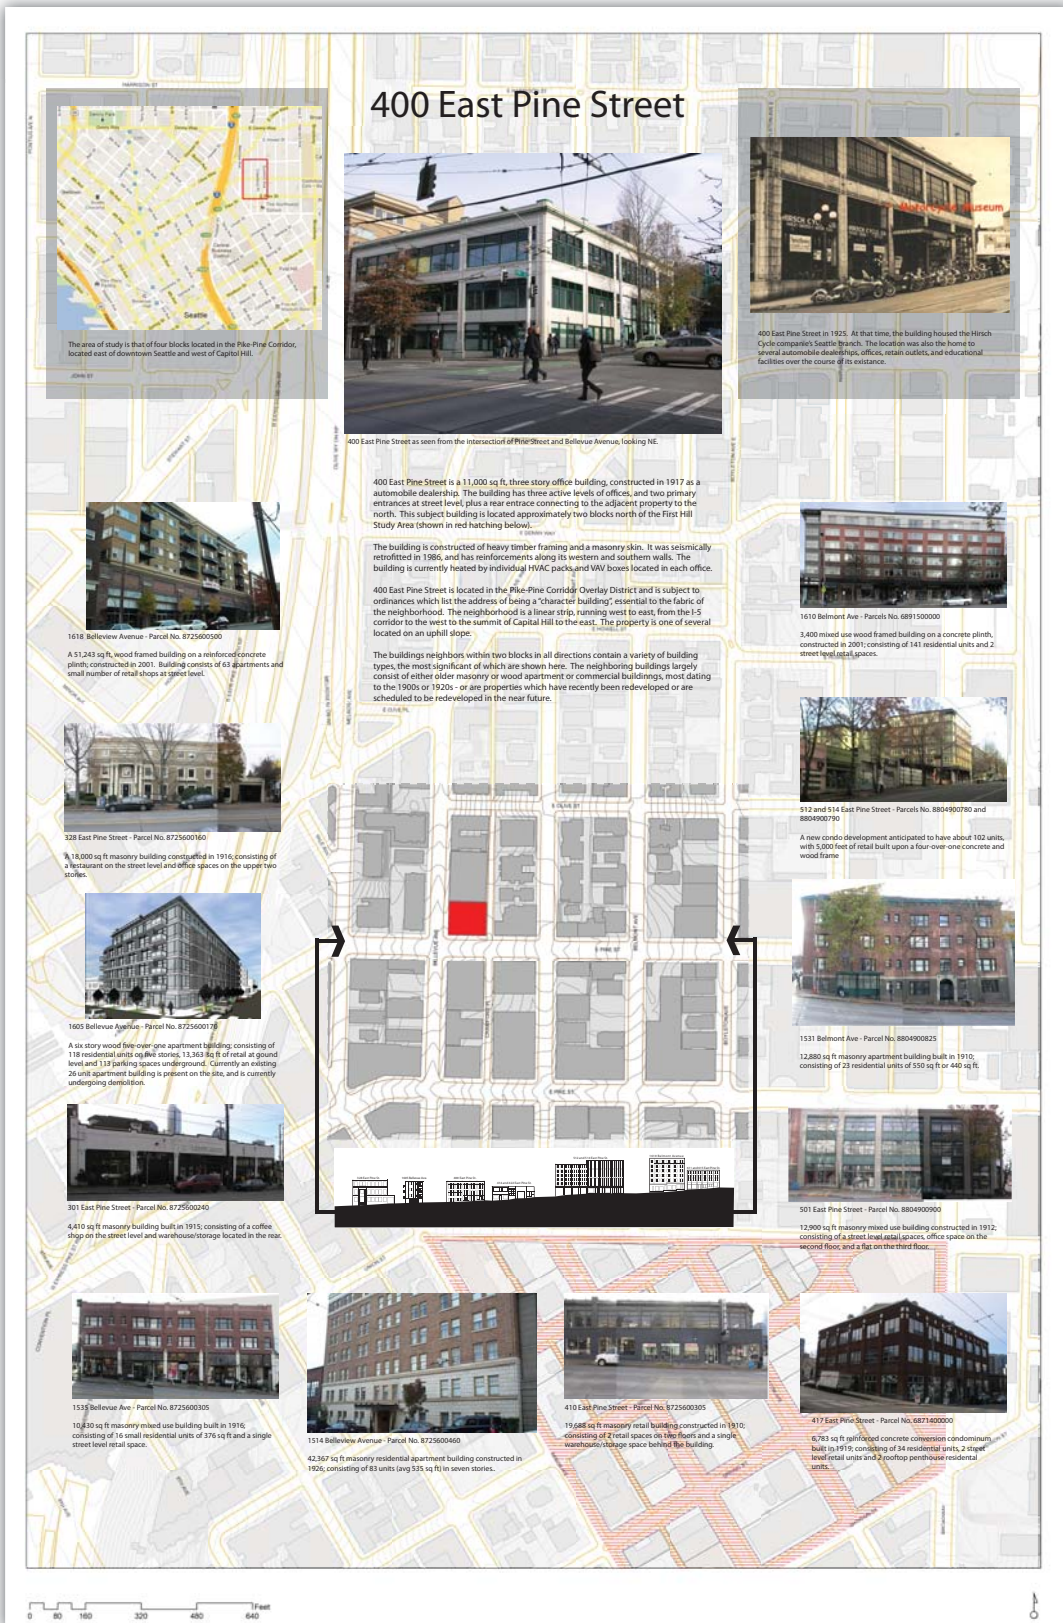 400 East Pine Street
Seattle
The area of study is that of four blocks located in the Pike-Pine Corridor,
located east of downtown Seattle and west of Capitol Hill.
Motorcycle Museum
400 East Pine Street in 1925. At that time, the building housed the Hirsch
Cycle companie's Seattle branch. The location was also the home to
several automobile dealerships, offices, retain outlets, and educational
facilities over the course of its existance.
400 East Pine Street as seen from the intersection of Pine Street and Bellevue Avenue, looking NE.
400 East Pine Street is a 11,000 sq ft, three story office building, constructed in 1917 as a
automobile dealership. The building has three active levels of offices, and two primary
entrances at street level, plus a rear entrace connecting to the adjacent property to the
north. This subject building is located approximately two blocks north of the First Hill
Study Area (shown in red hatching below).
The building is constructed of heavy timber framing and a masonry skin. It was seismically
retrofitted in 1986, and has reinforcements along its western and southern walls. The
building is currently heated by individual HVAC packs and VAV boxes located in each office.
400 East Pine Street is located in the Pike-Pine Corridor Overlay District and is subject to
ordinances which list the address of being a "character building", essential to the fabric of
the neighborhood. The neighborhood is a linear strip, running west to east, from the I-5
corridor to the west to the summit of Capital Hill to the east. The property is one of several
located on an uphill slope.
The buildings neighbors within two blocks in all directions contain a variety of building
types, the most significant of which are shown here. The neighboring buildings largely
consist of either older masonry or wood apartment or commercial buildinngs, most dating
to the 1900s or 1920s - or are properties which have recently been redeveloped or are
scheduled to be redeveloped in the near future.
1618 Belleview Avenue - Parcel No. 8725600500
A 51,243 sq ft, wood framed building on a reinforced concrete
plinth; constructed in 2001. Building consists of 63 apartments and
small number of retail shops at street level.
328 East Pine Street - Parcel No. 8725600160
A 18,000 sq ft masonry building constructed in 1916; consisting of
a restaurant on the street level and office spaces on the upper two
stories.
1605 Bellevue Avenue - Parcel No. 8725600170
A six story wood five-over-one apartment building; consisting of
118 residential units on five stories, 13,363 sq ft of retail at gound
level and 113 parking spaces underground. Currently an existing
26 unit apartment building is present on the site, and is currently
undergoing demolition.
301 East Pine Street - Parcel No. 8725600240
4,410 sq ft masonry building built in 1915; consisting of a coffee
shop on the street level and warehouse/storage located in the rear.
1535 Bellevue Ave - Parcel No. 8725600305
10,430 sq ft masonry mixed use building built in 1916;
consisting of 16 small residential units of 376 sq ft and a single
street level retail space.
1514 Belleview Avenue - Parcel No. 8725600460
42,367 sq ft masonry residential apartment building constructed in
1926; consisting of 83 units (avg 535 sq ft) in seven stories..
410 East Pine Street - Parcel No. 8725600305
19,688 sq ft masonry retail building constructed in 1910;
consisting of 2 retail spaces on two floors and a single
warehouse/storage space behind the building.
417 East Pine Street - Parcel No. 6871400000
6,783 sq ft reinforced concrete conversion condominum
built in 1919; consisting of 34 residential units, 2 street
level retail units and 2 rooftop penthouse residental
units.
1610 Belmont Ave - Parcels No. 6891500000
3,400 mixed use wood framed building on a concrete plinth,
constructed in 2001; consisting of 141 residential units and 2
street level retail spaces.
512 and 514 East Pine Street - Parcels No. 8804900780 and
8804900790
A new condo development anticipated to have about 102 units,
with 5,000 feet of retail built upon a four-over-one concrete and
wood frame
1531 Belmont Ave - Parcel No. 8804900825
12,880 sq ft masonry apartment building built in 1910;
consisting of 23 residential units of 550 sq ft or 440 sq ft.
501 East Pine Street - Parcel No. 8804900900
12,900 sq ft masonry mixed use building constructed in 1912;
consisting of a street level retail spaces, office space on the
second floor, and a flat on the third floor.
E OLIVE ST
E PINE ST
BELLEVUE AVE
BELMONT AVE
E PIKE ST
HARRISON ST
JOHN ST
UNION ST
0 80 160 320 480 640
Feet